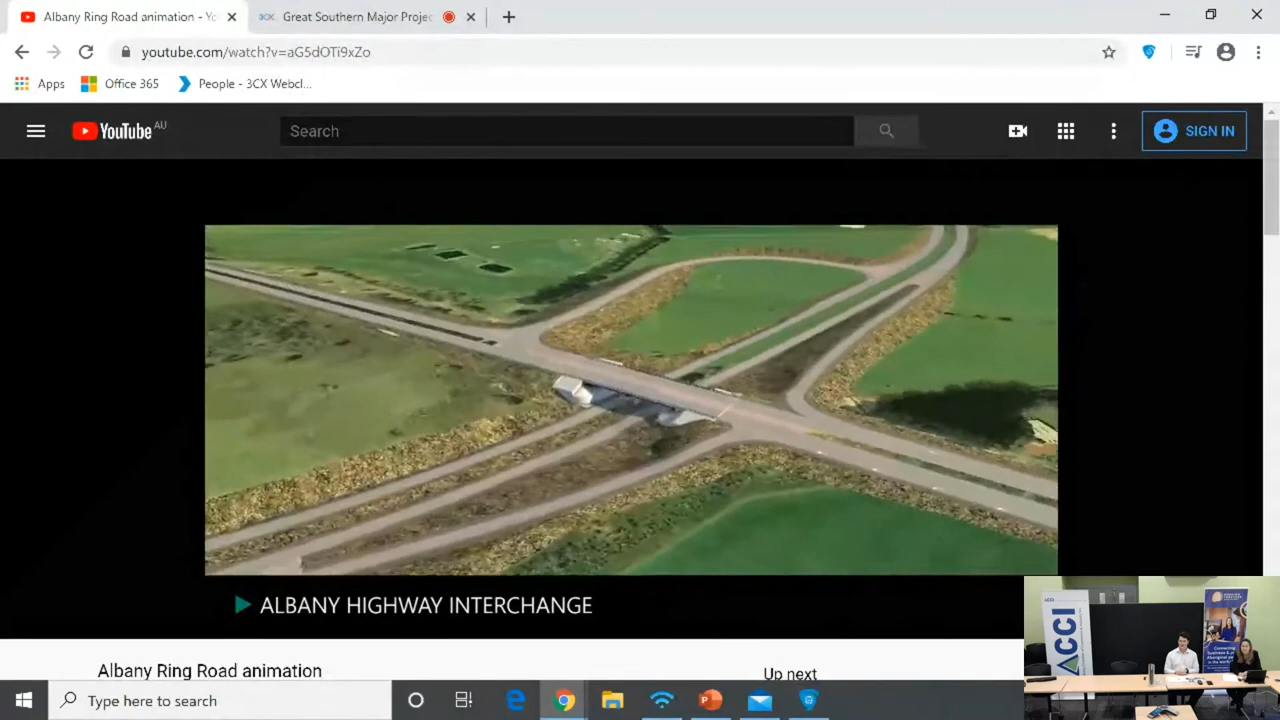 Albany Ring Road animation - Yo
3CX
Great Southern Major Projec
youtube.com/watch?v=aG5dOTi9xZo
Apps
Office 365
People - 3CX Webcl...
YouTube AU
Search
SIGN IN
ALBANY HIGHWAY INTERCHANGE
ACCI
Albany Ring Road animation
Up next
Type here to search